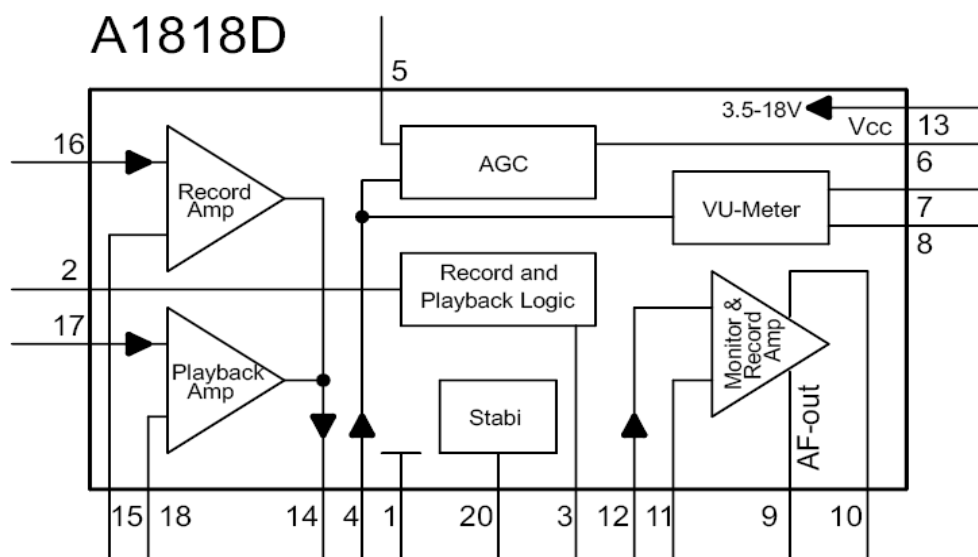 A1818D
5
3.5-18V
Vcc
13
16
6
AGC
Record
Amp
VU-Meter
7
8
2
Record and
Playback Logic
17
Monitor &
Record
Amp
Playback
Amp
Stabi
AF-out
15
18
14
4
1
20
3
12
11
9
10